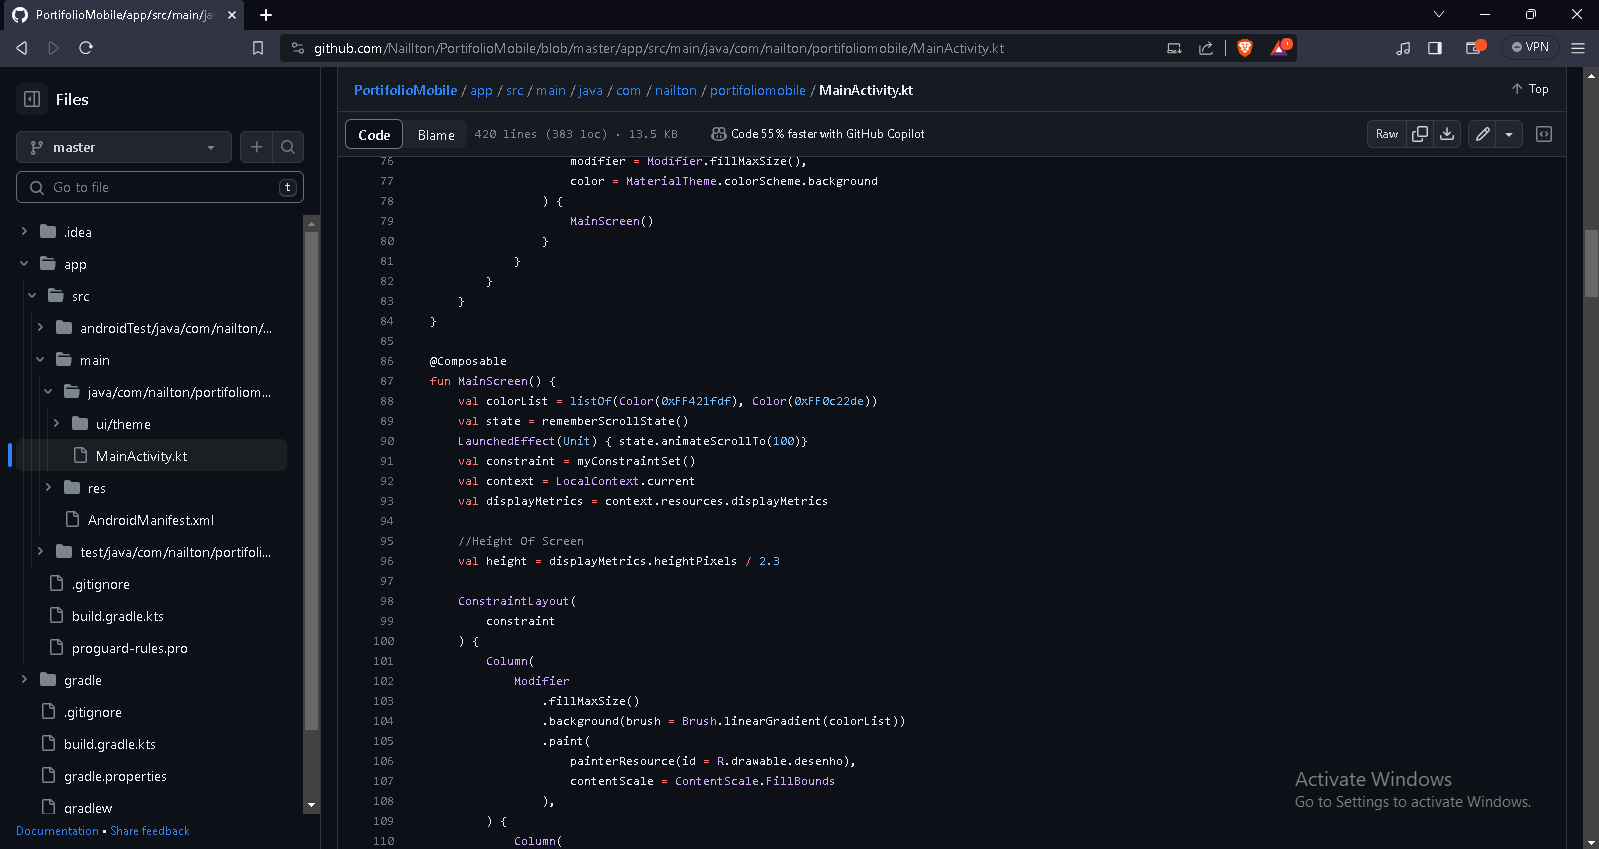 PortifolioMobile/app/src/main/ja
github.com/Naillton/PortifolioMobile/blob/master/app/src/main/java/com/nailton/portifoliomobile/MainActivity.kt
1
VPN
Files
master
Go to file
t
.idea
app
src
androidTest/java/com/nailton/...
main
java/com/nailton/portifoliom...
ui/theme
MainActivity.kt
res
AndroidManifest.xml
test/java/com/nailton/portifoli...
.gitignore
build.gradle.kts
proguard-rules.pro
gradle
.gitignore
build.gradle.kts
gradle.properties
gradlew
Documentation • Share feedback
PortifolioMobile / app / src / main / java / com / nailton / portifoliomobile / MainActivity.kt
Top
Code Blame 420 lines (383 loc) · 13.5 KB Code 55% faster with GitHub Copilot Raw
76 modifier = Modifier.fillMaxSize(),
77 color = MaterialTheme.colorScheme.background
78 ) {
79 MainScreen()
80 }
81 }
82 }
83 }
84 }
85
86 @Composable
87 fun MainScreen() {
88 val colorList = listOf(Color(0xFF421fdf), Color(0xFF0c22de))
89 val state = rememberScrollState()
90 LaunchedEffect(Unit) { state.animateScrollTo(100)}
91 val constraint = myConstraintSet()
92 val context = LocalContext.current
93 val displayMetrics = context.resources.displayMetrics
94
95 //Height Of Screen
96 val height = displayMetrics.heightPixels / 2.3
97
98 ConstraintLayout(
99 constraint
100 ) {
101 Column(
102 Modifier
103 .fillMaxSize()
104 .background(brush = Brush.linearGradient(colorList))
105 .paint(
106 painterResource(id = R.drawable.desenho),
107 contentScale = ContentScale.FillBounds
108 ),
109 ) {
110 Column(
Activate Windows
Go to Settings to activate Windows.